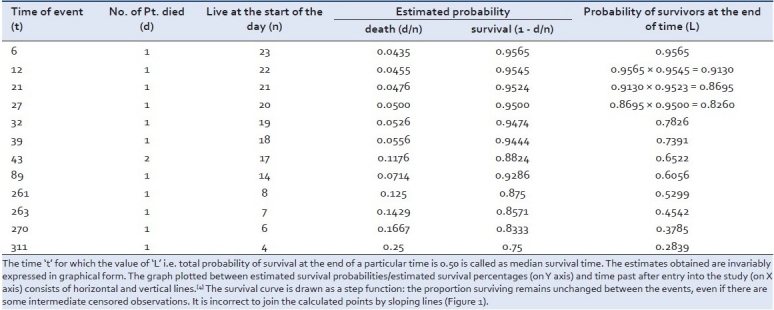 Time of event No. of Pt. died Live at the start of the Estimated probability Probability of survivors at the end
(t) (d) day (n) death (d/n) survival (1 - d/n) of time (L)
6 1 23 0.0435 0.9565 0.9565
12 1 22 0.0455 0.9545 0.9565 × 0.9545 = 0.9130
21 1 21 0.0476 0.9524 0.9130 × 0.9523 = 0.8695
27 1 20 0.0500 0.9500 0.8695 × 0.9500 = 0.8260
32 1 19 0.0526 0.9474 0.7826
39 1 18 0.0556 0.9444 0.7391
43 2 17 0.1176 0.8824 0.6522
89 1 14 0.0714 0.9286 0.6056
261 1 8 0.125 0.875 0.5299
263 1 7 0.1429 0.8571 0.4542
270 1 6 0.1667 0.8333 0.3785
311 1 4 0.25 0.75 0.2839
The time 't' for which the value of 'L' i.e. total probability of survival at the end of a particular time is 0.50 is called as median survival time. The estimates obtained are invariably
expressed in graphical form. The graph plotted between estimated survival probabilities/estimated survival percentages (on Y axis) and time past after entry into the study (on X
axis) consists of horizontal and vertical lines.(4) The survival curve is drawn as a step function: the proportion surviving remains unchanged between the events, even if there are
some intermediate censored observations. It is incorrect to join the calculated points by sloping lines (Figure 1).